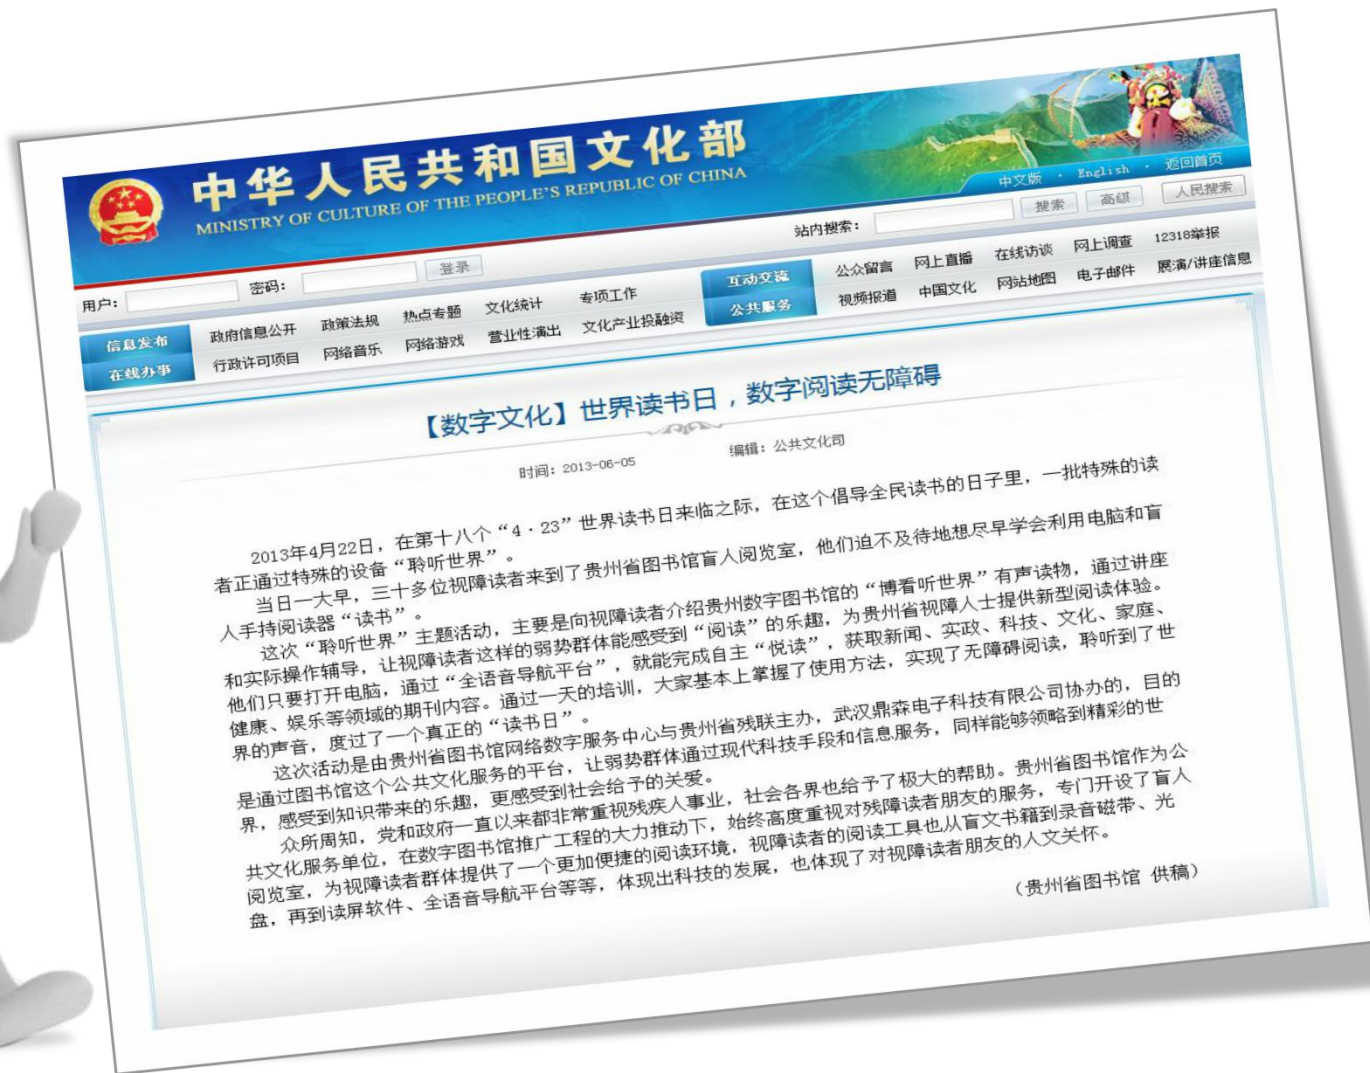 中华人民共和国文化部
MINISTRY OF CULTURE OF THE PEOPLE'S REPUBLIC OF CHINA
中文版 · English · 返回首页
站内搜索： 搜索 高级 人民搜索
用户： 密码： 登录
信息发布 政府信息公开 政策法规 热点专题 文化统计 专项工作 互动交流 公众留言 网上直播 在线访谈 网上调查 12318举报
在线办事 行政许可项目 网络音乐 网络游戏 营业性演出 文化产业投融资 公共服务 视频报道 中国文化 网站地图 电子邮件 展演/讲座信息
【数字文化】世界读书日，数字阅读无障碍
时间：2013-06-05 编辑：公共文化司
2013年4月22日，在第十八个“4·23”世界读书日来临之际，在这个倡导全民读书的日子里，一批特殊的读
者正通过特殊的设备“聆听世界”。
当日一大早，三十多位视障读者来到了贵州省图书馆盲人阅览室，他们迫不及待地想尽早学会利用电脑和盲
人手持阅读器“读书”。
这次“聆听世界”主题活动，主要是向视障读者介绍贵州数字图书馆的“博看听世界”有声读物，通过讲座
和实际操作辅导，让视障读者这样的弱势群体能感受到“阅读”的乐趣，为贵州省视障人士提供新型阅读体验。
他们只要打开电脑，通过“全语音导航平台”，就能完成自主“悦读”，获取新闻、实政、科技、文化、家庭、
健康、娱乐等领域的期刊内容。通过一天的培训，大家基本上掌握了使用方法，实现了无障碍阅读，聆听到了世
界的声音，度过了一个真正的“读书日”。
这次活动是由贵州省图书馆网络数字服务中心与贵州省残联主办，武汉鼎森电子科技有限公司协办的，目的
是通过图书馆这个公共文化服务的平台，让弱势群体通过现代科技手段和信息服务，同样能够领略到精彩的世
界，感受到知识带来的乐趣，更感受到社会给予的关爱。
众所周知，党和政府一直以来都非常重视残疾人事业，社会各界也给予了极大的帮助。贵州省图书馆作为公
共文化服务单位，在数字图书馆推广工程的大力推动下，始终高度重视对残障读者朋友的服务，专门开设了盲人
阅览室，为视障读者群体提供了一个更加便捷的阅读环境，视障读者的阅读工具也从盲文书籍到录音磁带、光
盘，再到读屏软件、全语音导航平台等等，体现出科技的发展，也体现了对视障读者朋友的人文关怀。
（贵州省图书馆 供稿）